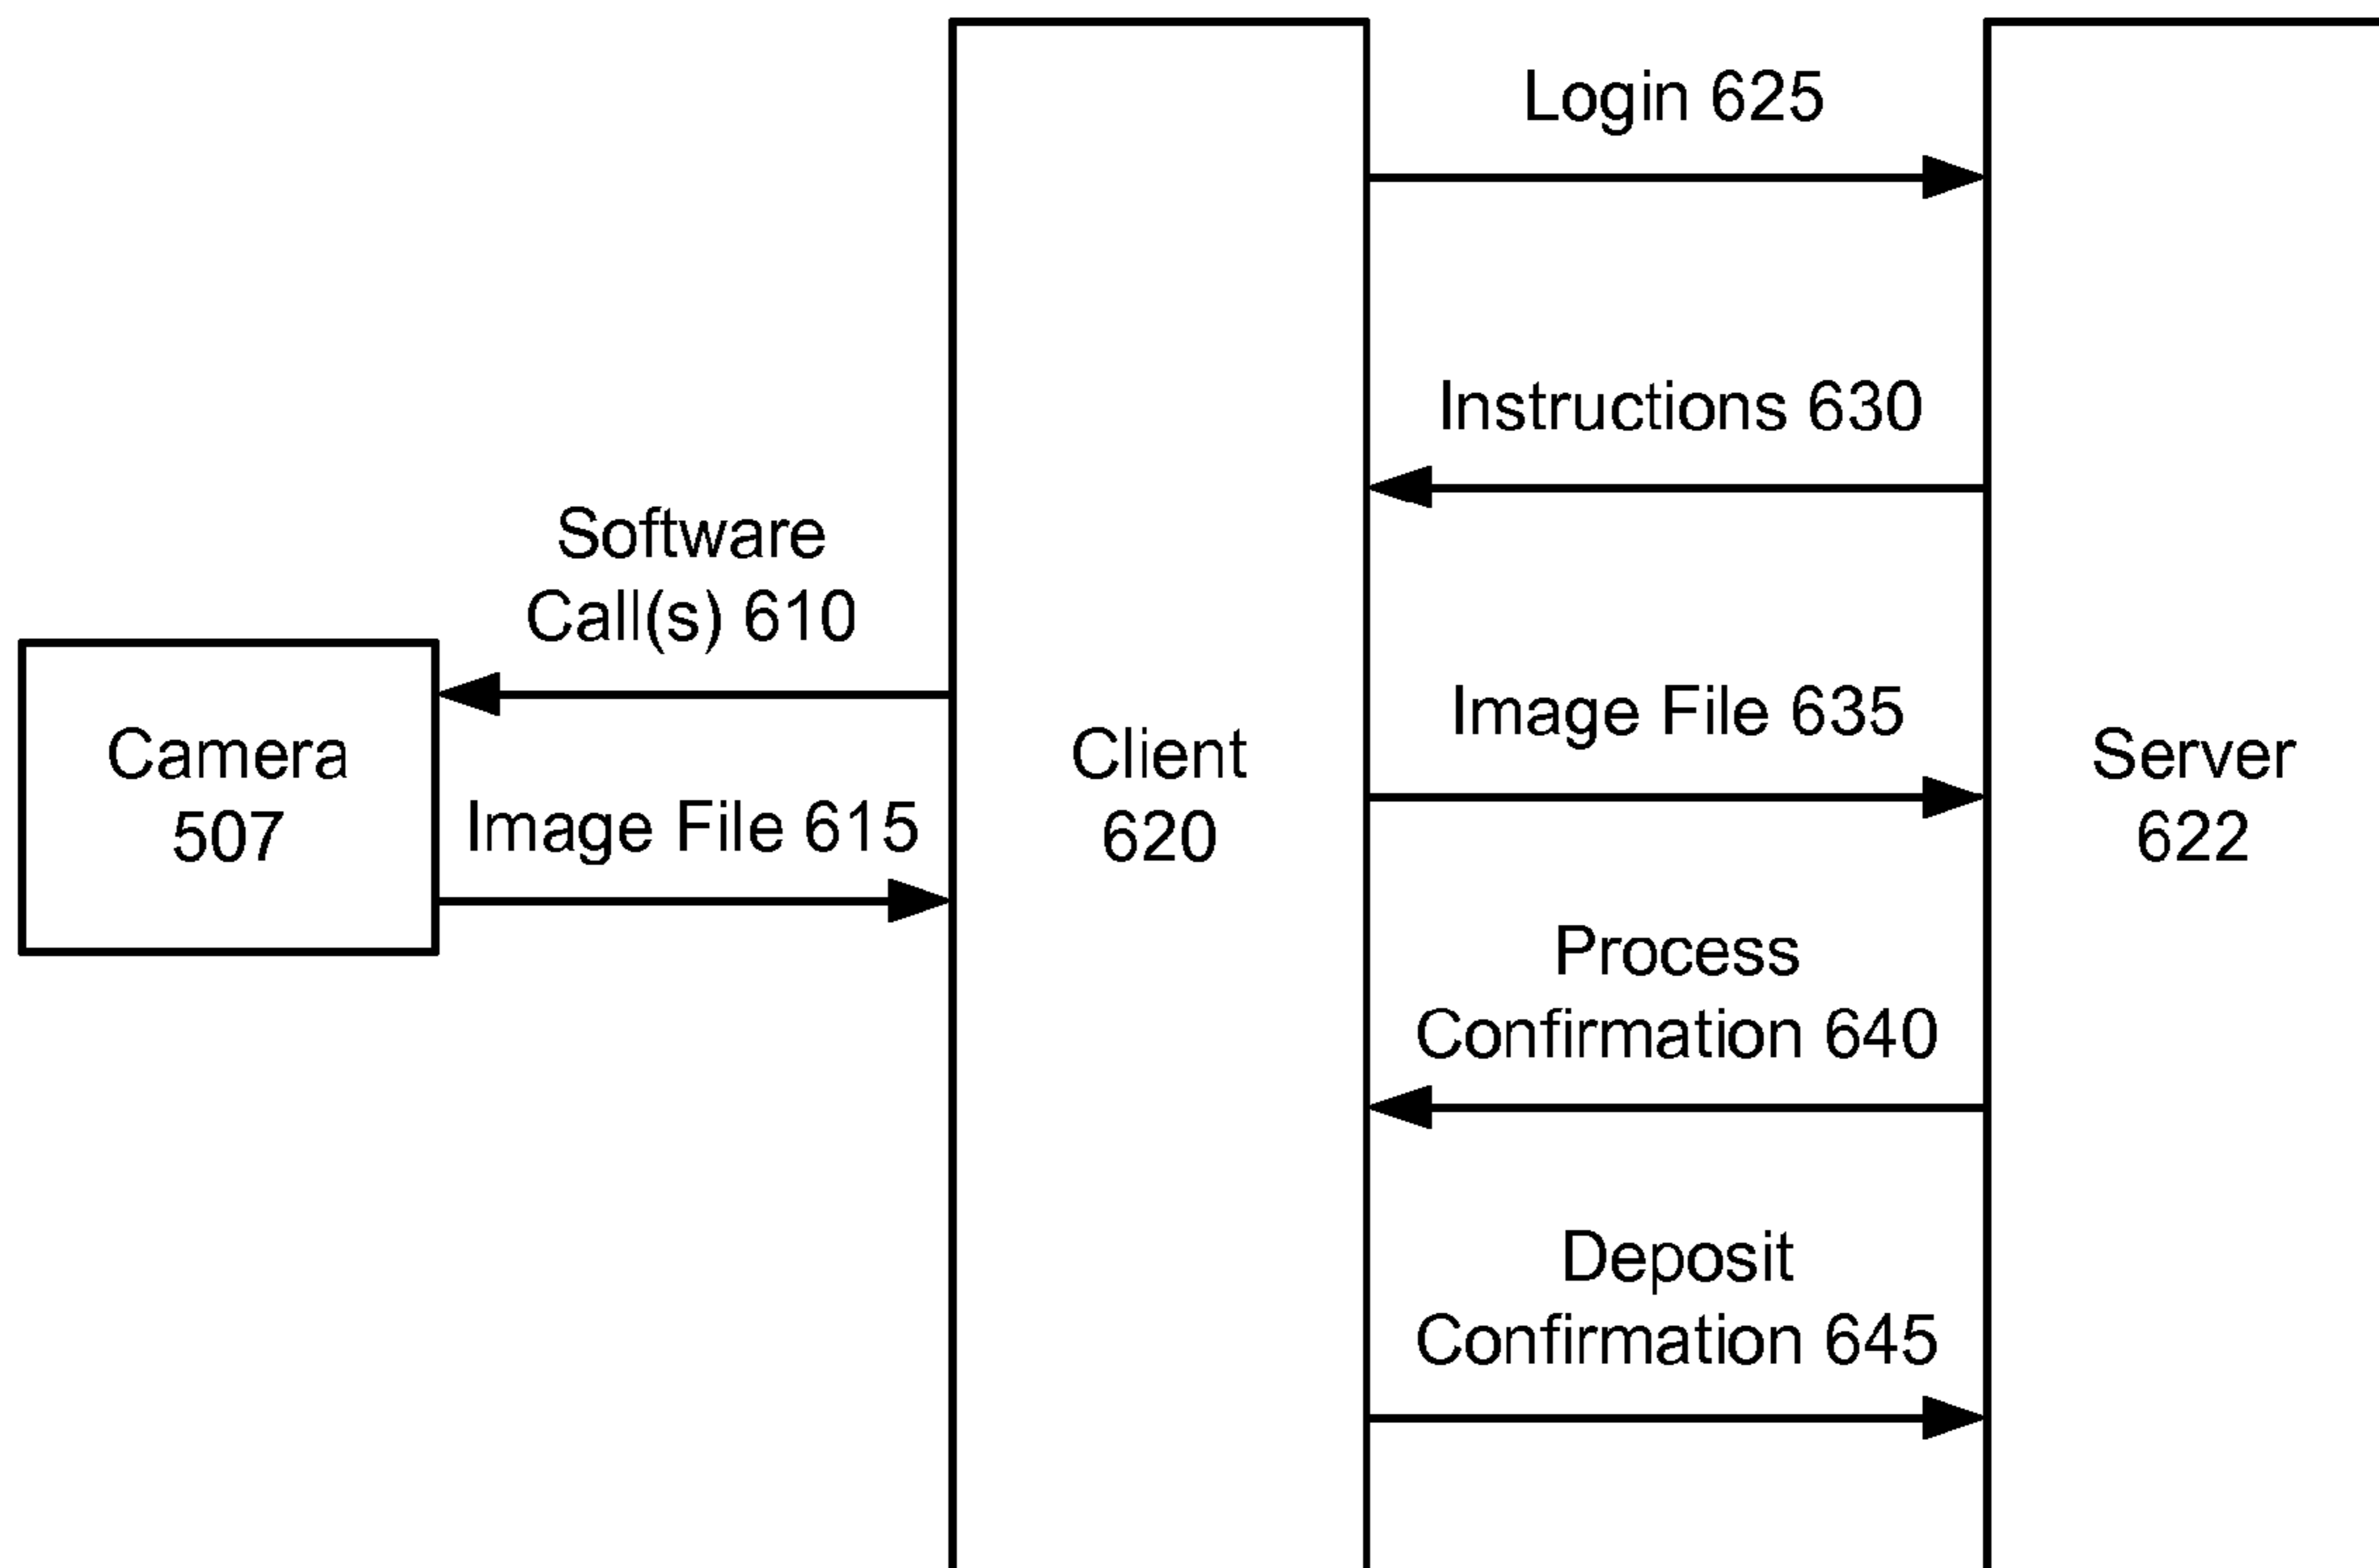 Login 625
Instructions 630
Software
Call(s) 610
Camera
507
Image File 615
Client
620
Image File 635
Server
622
Process
Confirmation 640
Deposit
Confirmation 645